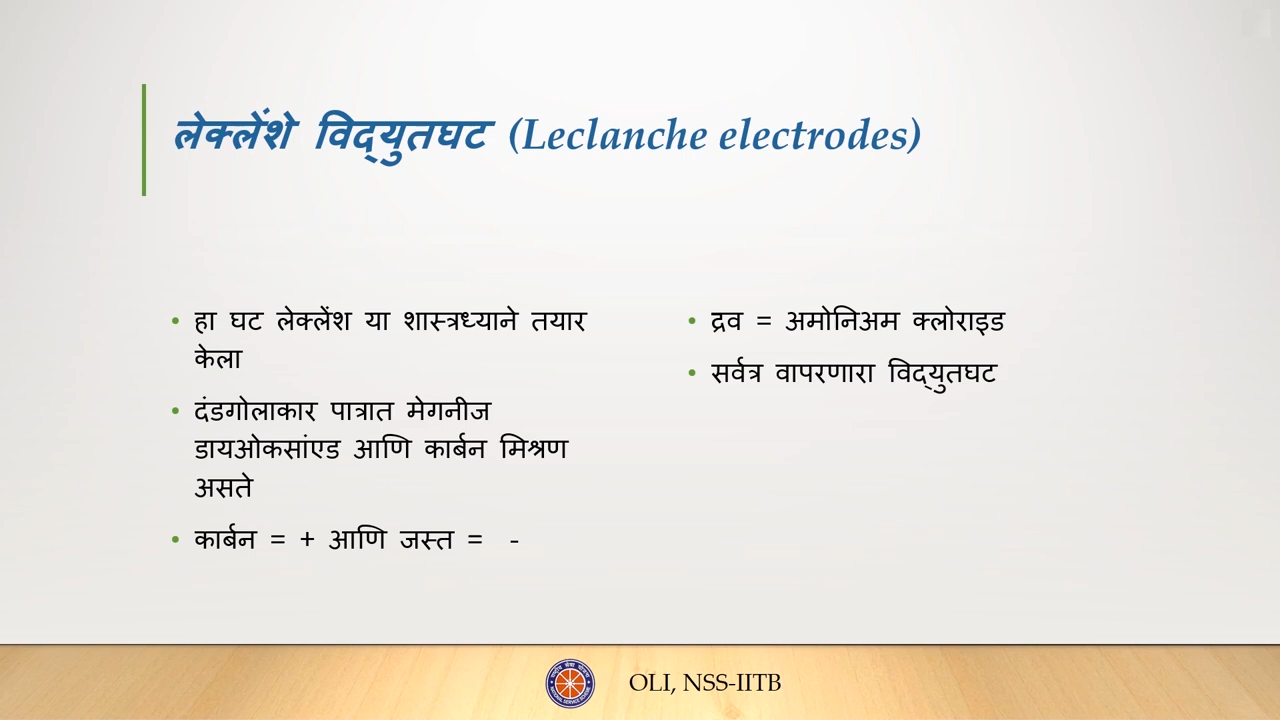 लेक्लेंशे विद्युतघट (Leclanche electrodes)
• हा घट लेक्लेंश या शास्त्रध्याने तयार
केला
• दंडगोलाकार पात्रात मेगनीज
डायओकसांएड आणि कार्बन मिश्रण
असते
• कार्बन = + आणि जस्त = -
• द्रव = अमोनिअम क्लोराइड
• सर्वत्र वापरणारा विद्युतघट
OLI, NSS-IITB